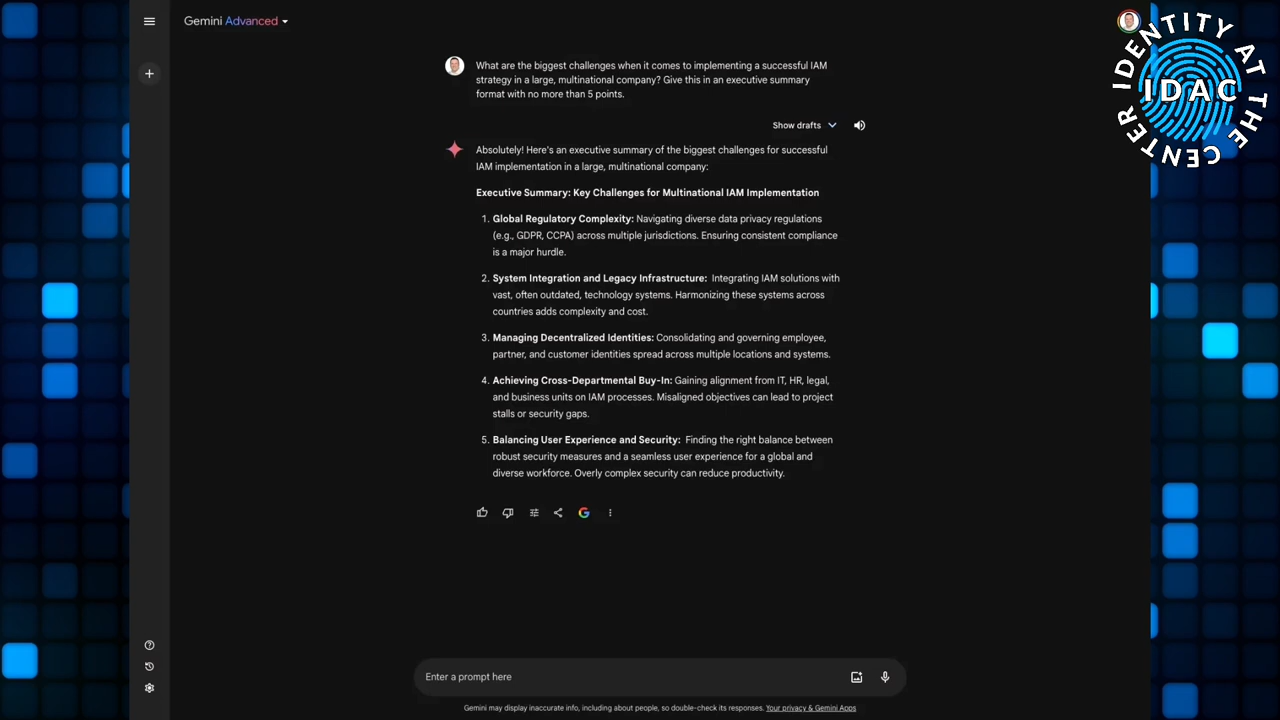 Gemini Advanced
IDENTITY AT THE CENTER
IDAC
What are the biggest challenges when it comes to implementing a successful IAM
strategy in a large, multinational company? Give this in an executive summary
format with no more than 5 points.
Show drafts
Absolutely! Here's an executive summary of the biggest challenges for successful
IAM implementation in a large, multinational company:
Executive Summary: Key Challenges for Multinational IAM Implementation
1. Global Regulatory Complexity: Navigating diverse data privacy regulations
(e.g., GDPR, CCPA) across multiple jurisdictions. Ensuring consistent compliance
is a major hurdle.
2. System Integration and Legacy Infrastructure: Integrating IAM solutions with
vast, often outdated, technology systems. Harmonizing these systems across
countries adds complexity and cost.
3. Managing Decentralized Identities: Consolidating and governing employee,
partner, and customer identities spread across multiple locations and systems.
4. Achieving Cross-Departmental Buy-In: Gaining alignment from IT, HR, legal,
and business units on IAM processes. Misaligned objectives can lead to project
stalls or security gaps.
5. Balancing User Experience and Security: Finding the right balance between
robust security measures and a seamless user experience for a global and
diverse workforce. Overly complex security can reduce productivity.
Enter a prompt here
Gemini may display inaccurate info, including about people, so double-check its responses. Your privacy & Gemini Apps